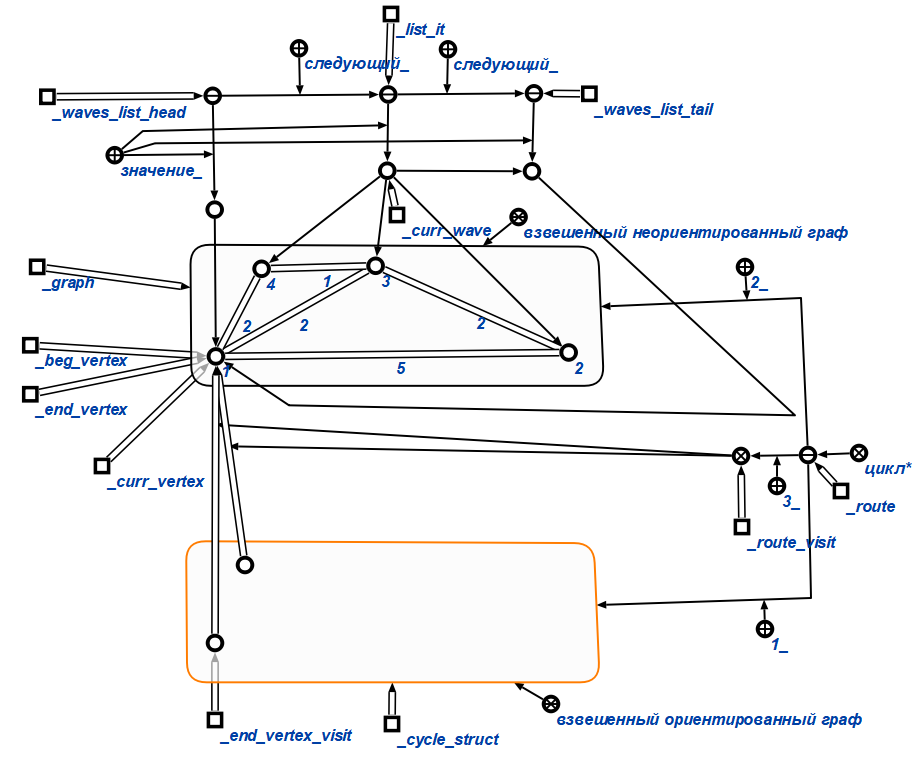 _list_it
следующий_
следующий_
_waves_list_head
_waves_list_tail
значение_
_curr_wave
взвешенный неориентированный граф
_graph
4
1
3
2_
2
2
2
_beg_vertex
1
5
2
_end_vertex
_curr_vertex
цикл*
3_
_route
_route_visit
1_
_end_vertex_visit
_cycle_struct
взвешенный ориентированный граф